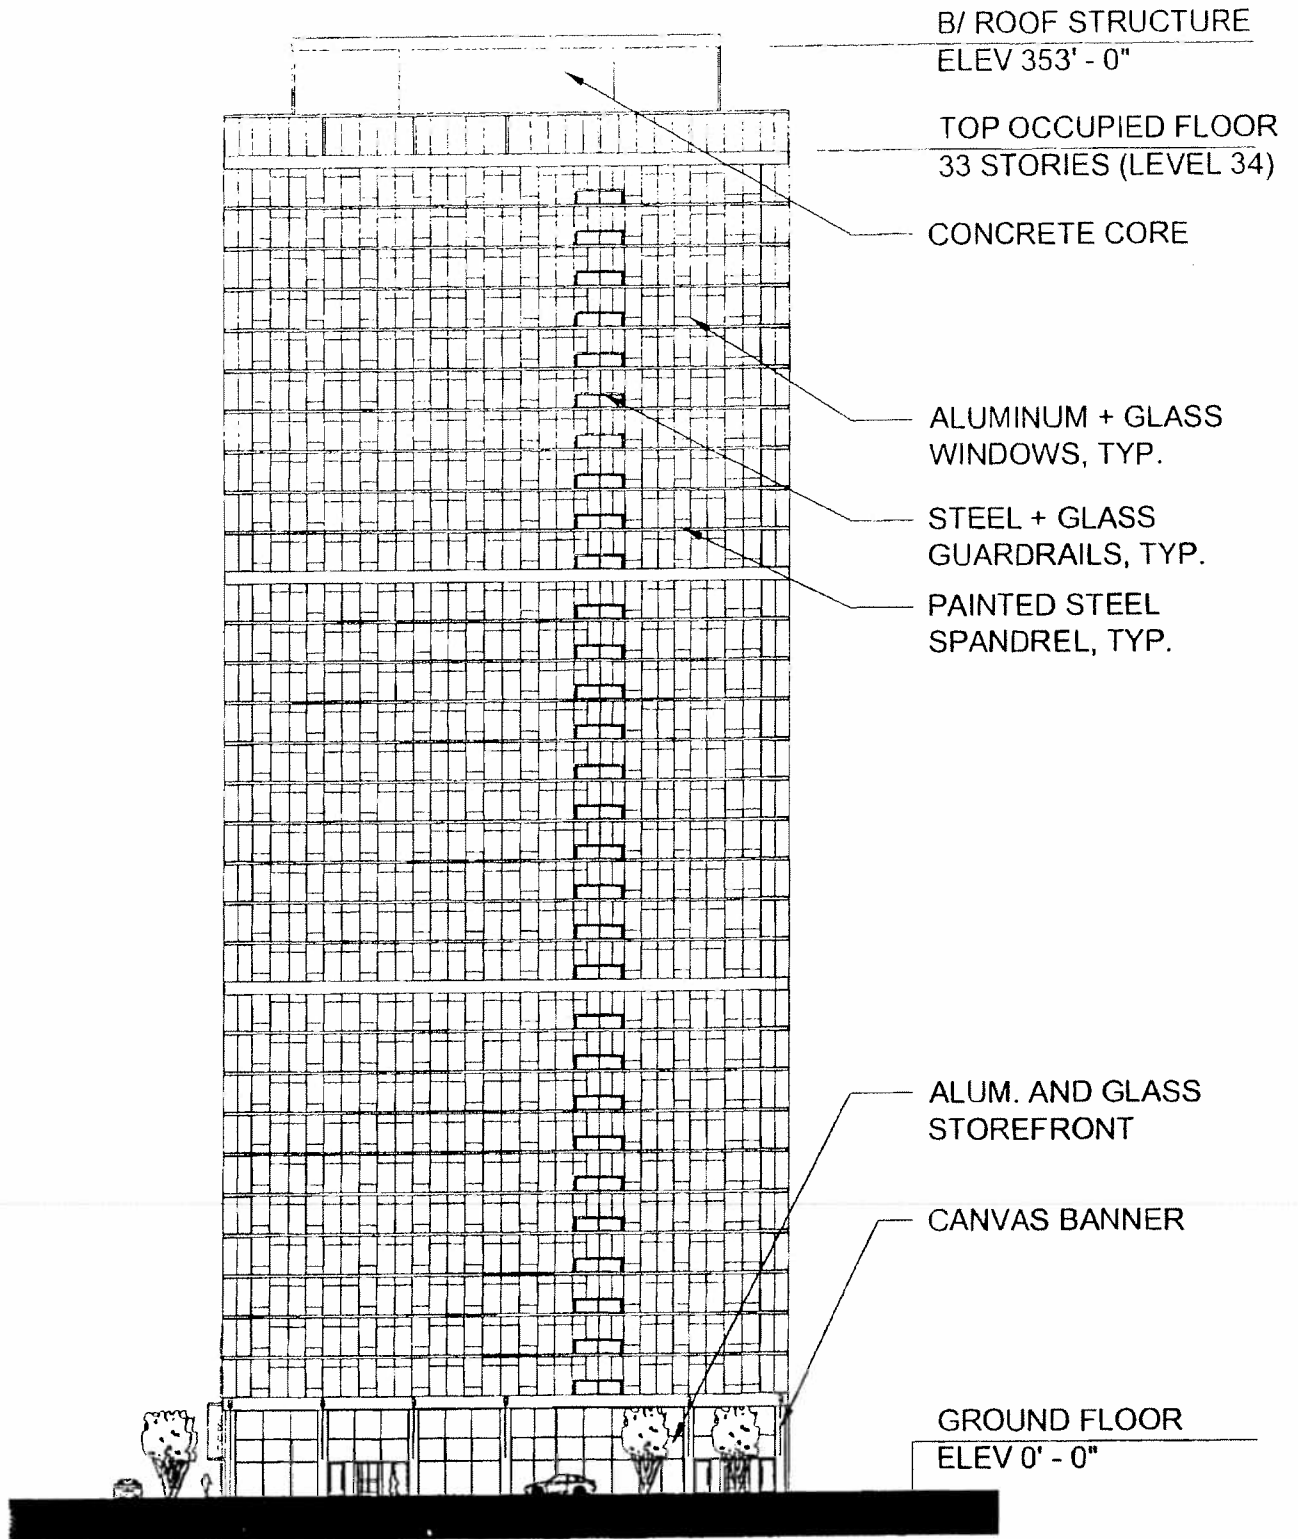 B/ ROOF STRUCTURE
ELEV 353' - 0"
TOP OCCUPIED FLOOR
33 STORIES (LEVEL 34)
CONCRETE CORE
ALUMINUM + GLASS
WINDOWS, TYP.
STEEL + GLASS
GUARDRAILS, TYP.
PAINTED STEEL
SPANDREL, TYP.
ALUM. AND GLASS
STOREFRONT
CANVAS BANNER
GROUND FLOOR
ELEV 0' - 0"